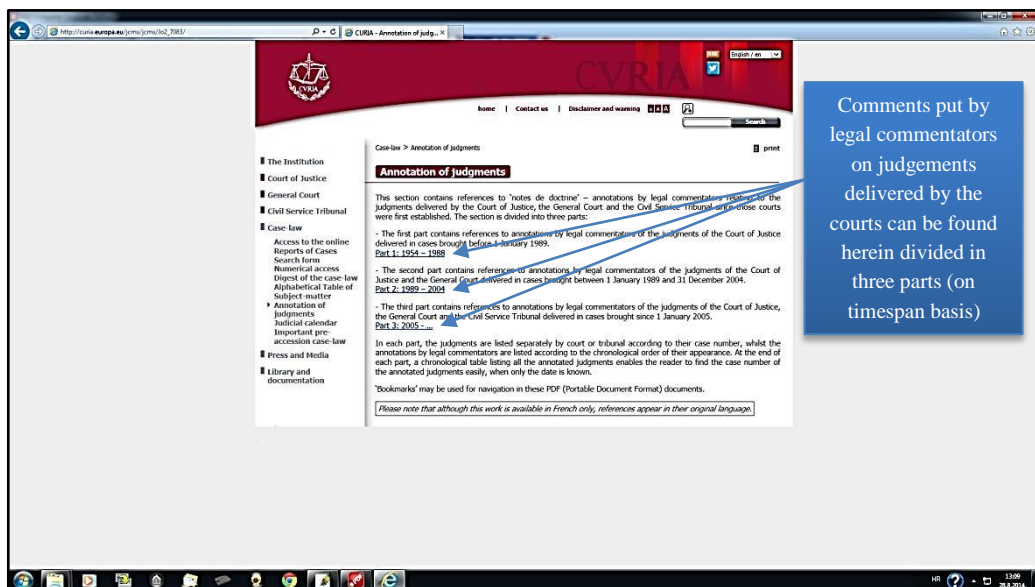 http://curia.europa.eu/jcms/jcms/Jo2_7083/
CURIA - Annotation of judg...
CVRIA
CVRIA
English / en
home | Contact us | Disclaimer and warning A A A
Search
Case-law > Annotation of judgments
print
Annotation of judgments
The Institution
Court of Justice
General Court
Civil Service Tribunal
Case-law
Access to the online
Reports of Cases
Search form
Numerical access
Digest of the case-law
Alphabetical Table of
Subject-matter
Annotation of
judgments
Judicial calendar
Important pre-
accession case-law
Press and Media
Library and
documentation
This section contains references to 'notes de doctrine' – annotations by legal commentators relating to the
judgments delivered by the Court of Justice, the General Court and the Civil Service Tribunal since those courts
were first established. The section is divided into three parts:
- The first part contains references to annotations by legal commentators of the judgments of the Court of Justice
delivered in cases brought before 1 January 1989.
Part 1: 1954 – 1988
- The second part contains references to annotations by legal commentators of the judgments of the Court of
Justice and the General Court delivered in cases brought between 1 January 1989 and 31 December 2004.
Part 2: 1989 – 2004
- The third part contains references to annotations by legal commentators of the judgments of the Court of Justice,
the General Court and the Civil Service Tribunal delivered in cases brought since 1 January 2005.
Part 3: 2005 - ...
In each part, the judgments are listed separately by court or tribunal according to their case number, whilst the
annotations by legal commentators are listed according to the chronological order of their appearance. At the end of
each part, a chronological table listing all the annotated judgments enables the reader to find the case number of
the annotated judgments easily, when only the date is known.
'Bookmarks' may be used for navigation in these PDF (Portable Document Format) documents.
Please note that although this work is available in French only, references appear in their original language.
Comments put by
legal commentators
on judgements
delivered by the
courts can be found
herein divided in
three parts (on
timespan basis)
HR
13:09
28.8.2014